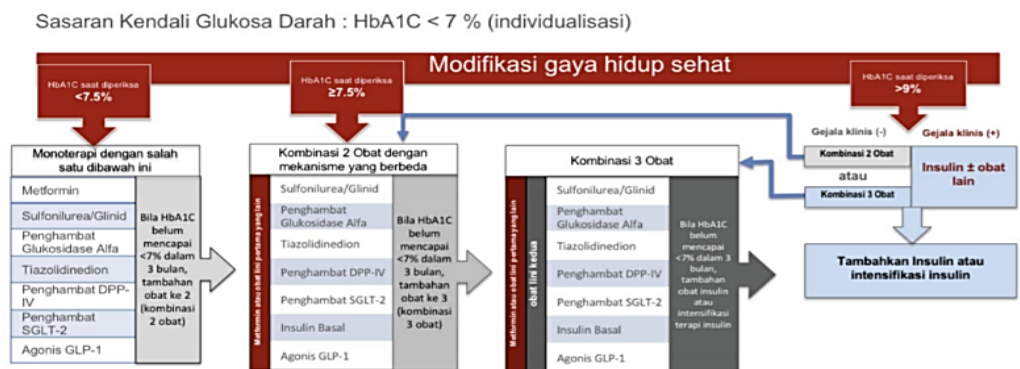 Sasaran Kendali Glukosa Darah : HbA1C < 7 % (individualisasi)
Modifikasi gaya hidup sehat
HbA1C saat diperiksa
<7.5%
HbA1C saat diperiksa
≥7.5%
HbA1C saat diperiksa
>9%
Monoterapi dengan salah
satu dibawah ini
Metformin
Sulfonilurea/Glinid
Penghambat
Glukosidase Alfa
Tiazolidinedion
Penghambat DPP-
IV
Penghambat
SGLT-2
Agonis GLP-1
Bila HbA1C
belum
mencapai
<7% dalam
3 bulan,
tambahan
obat ke 2
(kombinasi
2 obat)
Kombinasi 2 Obat dengan
mekanisme yang berbeda
Metformin atau obat lini pertama yang lain
Sulfonilurea/Glinid
Penghambat
Glukosidase Alfa
Tiazolidinedion
Penghambat DPP-IV
Penghambat SGLT-2
Insulin Basal
Agonis GLP-1
Bila HbA1C
belum
mencapai
<7% dalam
3 bulan,
tambahan
obat ke 3
(kombinasi
3 obat)
Kombinasi 3 Obat
Metformin atau obat lini pertama yang lain
obat lini kedua
Sulfonilurea/Glinid
Penghambat
Glukosidase Alfa
Tiazolidinedion
Penghambat DPP-IV
Penghambat SGLT-2
Insulin Basal
Agonis GLP-1
Bila HbA1C
belum
mencapai
<7% dalam 3
bulan,
tambahan
obat insulin
atau
intensifikasi
terapi insulin
Gejala klinis (-)
Gejala klinis (+)
Kombinasi 2 Obat
atau
Kombinasi 3 Obat
Insulin ± obat
lain
Tambahkan Insulin atau
intensifikasi insulin